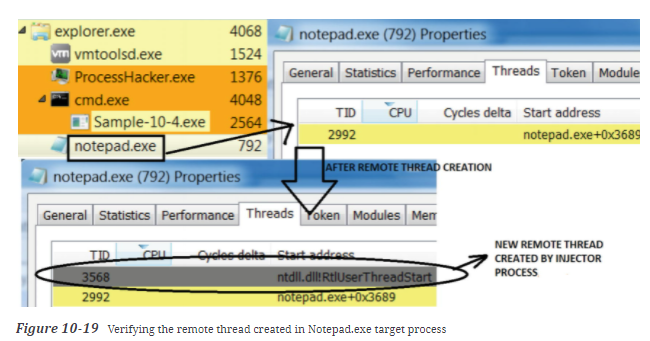 explorer.exe 4068
vmtoolsd.exe 1524
ProcessHacker.exe 1376
cmd.exe 4048
Sample-10-4.exe 2564
notepad.exe 792
notepad.exe (792) Properties
General Statistics Performance Threads Token Module
TID CPU Cycles delta Start address
2992 notepad.exe+0x3689
AFTER REMOTE THREAD CREATION
notepad.exe (792) Properties
General Statistics Performance Threads Token Modules Mem
TID CPU Cycles delta Start address
3568 ntdll.dll!RtlUserThreadStart
2992 notepad.exe+0x3689
NEW REMOTE THREAD
CREATED BY INJECTOR
PROCESS
Figure 10-19 Verifying the remote thread created in Notepad.exe target process